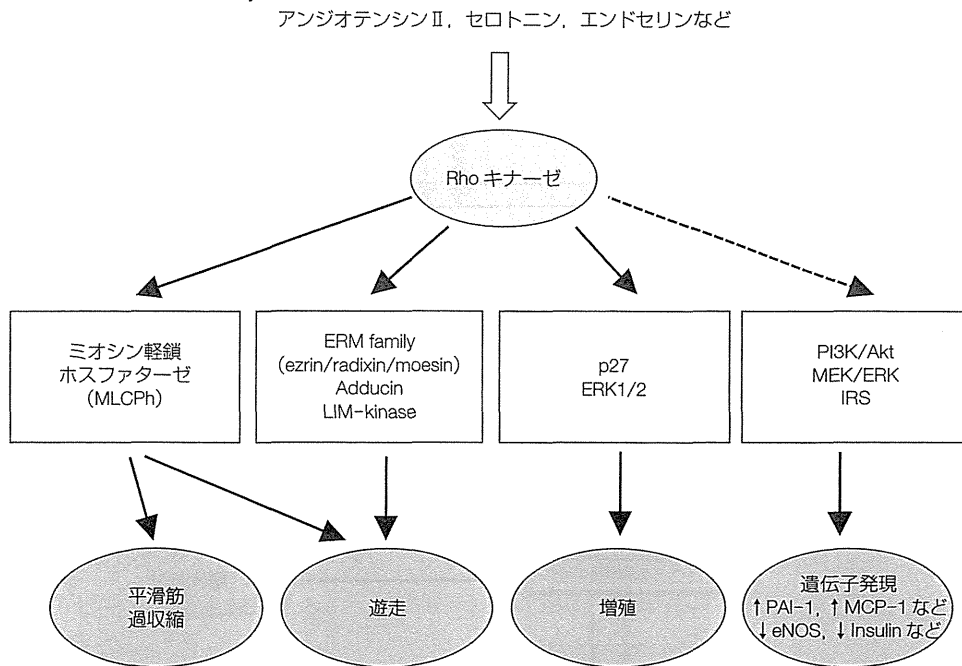 アンジオテンシンⅡ，セロトニン，エンドセリンなど
Rho キナーゼ
ミオシン軽鎖
ホスファターゼ
(MLCPh)
ERM family
(ezrin/radixin/moesin)
Adducin
LIM-kinase
p27
ERK1/2
PI3K/Akt
MEK/ERK
IRS
平滑筋
過収縮
遊走
増殖
遺伝子発現
↑PAI-1, ↑MCP-1 など
↓eNOS, ↓Insulin など